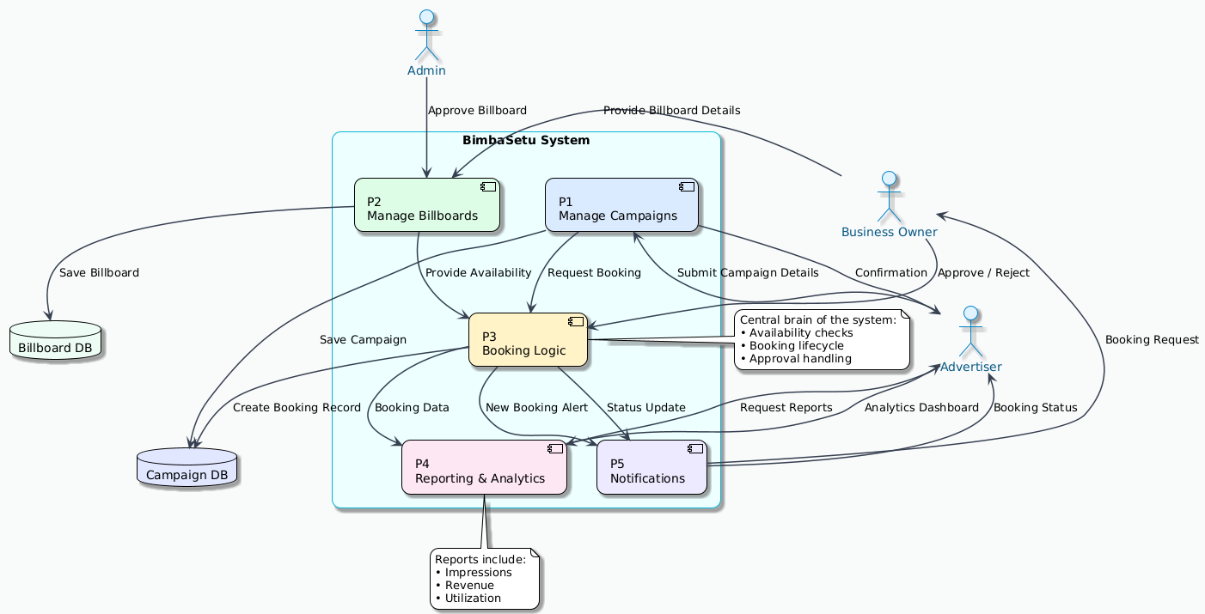 Admin
Approve Billboard
Provide Billboard Details
BimbaSetu System
P2
Manage Billboards
P1
Manage Campaigns
Business Owner
Save Billboard
Provide Availability
Request Booking
Submit Campaign Details
Confirmation
Approve / Reject
Billboard DB
Save Campaign
P3
Booking Logic
Central brain of the system:
• Availability checks
• Booking lifecycle
• Approval handling
Booking Request
Advertiser
Create Booking Record
Booking Data
New Booking Alert
Status Update
Request Reports
Analytics Dashboard
Booking Status
Campaign DB
P4
Reporting & Analytics
P5
Notifications
Reports include:
• Impressions
• Revenue
• Utilization